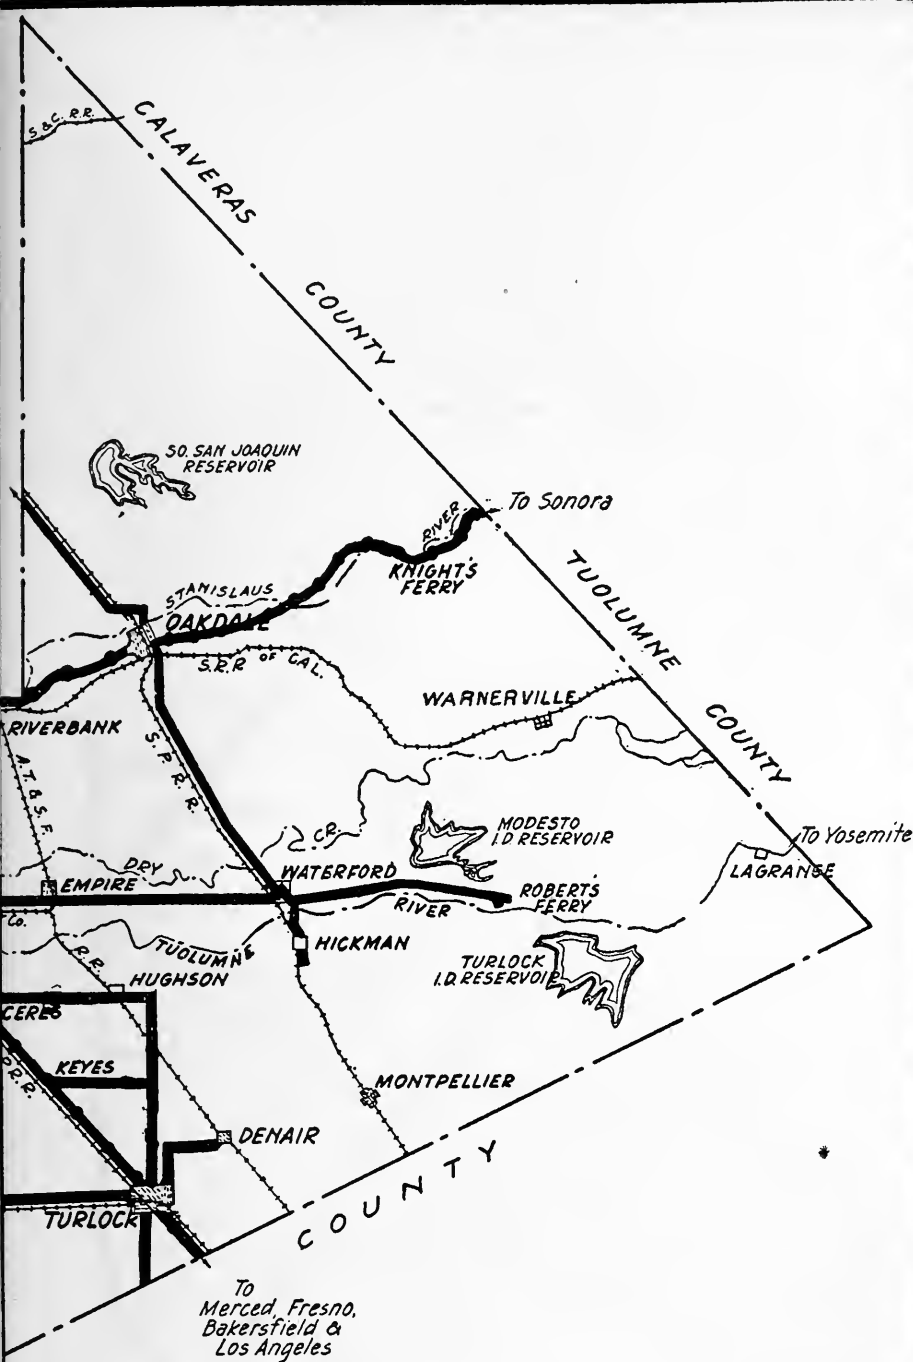 S. & C. R.R.
CALAVERAS
COUNTY
SO. SAN JOAQUIN
RESERVOIR
To Sonora
RIVER
KNIGHT'S
FERRY
TUOLUMNE
COUNTY
STANISLAUS
OAKDALE
S.R.R OF CAL.
WARNERVILLE
RIVERBANK
S. P. R. R.
A. T. & S. F.
MODESTO
I.D RESERVOIR
CR.
DRY
To Yosemite
LAGRANGE
WATERFORD
EMPIRE
ROBERTS
FERRY
RIVER
Co.
HICKMAN
TUOLUMNE
TURLOCK
I.D. RESERVOIR
R.R.
HUGHSON
CERES
KEYES
P.R.R.
MONTPELLIER
DENAIR
TURLOCK
COUNTY
To
Merced, Fresno,
Bakersfield &
Los Angeles